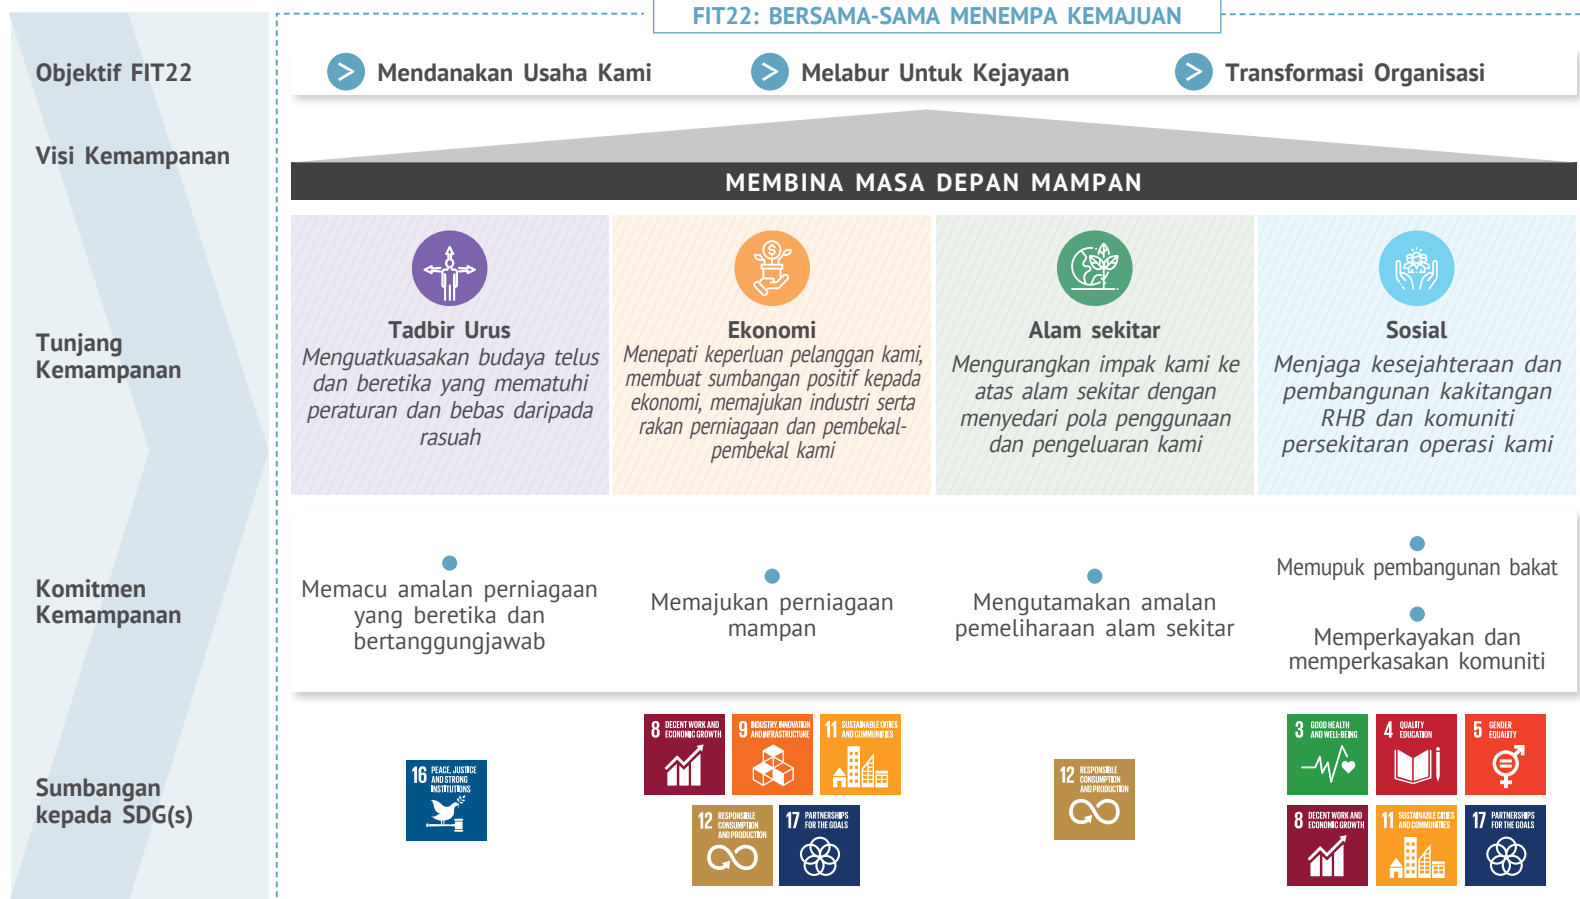 FIT22: BERSAMA-SAMA MENEMPA KEMAJUAN
Objektif FIT22
Mendanakan Usaha Kami
Melabur Untuk Kejayaan
Transformasi Organisasi
Visi Kemampanan
MEMBINA MASA DEPAN MAMPAN
Tunjang
Kemampanan
Tadbir Urus
Menguatkuasakan budaya telus
dan beretika yang mematuhi
peraturan dan bebas daripada
rasuah
Ekonomi
Menepati keperluan pelanggan kami,
membuat sumbangan positif kepada
ekonomi, memajukan industri serta
rakan perniagaan dan pembekal-
pembekal kami
Alam sekitar
Mengurangkan impak kami ke
atas alam sekitar dengan
menyedari pola penggunaan
dan pengeluaran kami
Sosial
Menjaga kesejahteraan dan
pembangunan kakitangan
RHB dan komuniti
persekitaran operasi kami
Komitmen
Kemampanan
Memacu amalan perniagaan
yang beretika dan
bertanggungjawab
Memajukan perniagaan
mampan
Mengutamakan amalan
pemeliharaan alam sekitar
Memupuk pembangunan bakat
Memperkayakan dan
memperkasakan komuniti
Sumbangan
kepada SDG(s)
16 PEACE, JUSTICE
AND STRONG
INSTITUTIONS
8 DECENT WORK AND
ECONOMIC GROWTH
9 INDUSTRY, INNOVATION
AND INFRASTRUCTURE
11 SUSTAINABLE CITIES
AND COMMUNITIES
12 RESPONSIBLE
CONSUMPTION
AND PRODUCTION
17 PARTNERSHIPS
FOR THE GOALS
12 RESPONSIBLE
CONSUMPTION
AND PRODUCTION
3 GOOD HEALTH
AND WELL-BEING
4 QUALITY
EDUCATION
5 GENDER
EQUALITY
8 DECENT WORK AND
ECONOMIC GROWTH
11 SUSTAINABLE CITIES
AND COMMUNITIES
17 PARTNERSHIPS
FOR THE GOALS